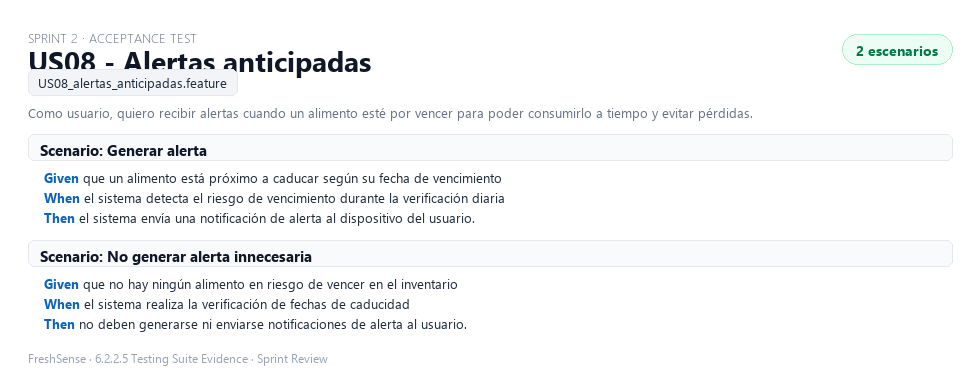 SPRINT 2 · ACCEPTANCE TEST
US08 - Alertas anticipadas
2 escenarios
US08_alertas_anticipadas.feature
Como usuario, quiero recibir alertas cuando un alimento esté por vencer para poder consumirlo a tiempo y evitar pérdidas.
Scenario: Generar alerta
Given que un alimento está próximo a caducar según su fecha de vencimiento
When el sistema detecta el riesgo de vencimiento durante la verificación diaria
Then el sistema envía una notificación de alerta al dispositivo del usuario.
Scenario: No generar alerta innecesaria
Given que no hay ningún alimento en riesgo de vencer en el inventario
When el sistema realiza la verificación de fechas de caducidad
Then no deben generarse ni enviarse notificaciones de alerta al usuario.
FreshSense · 6.2.2.5 Testing Suite Evidence · Sprint Review